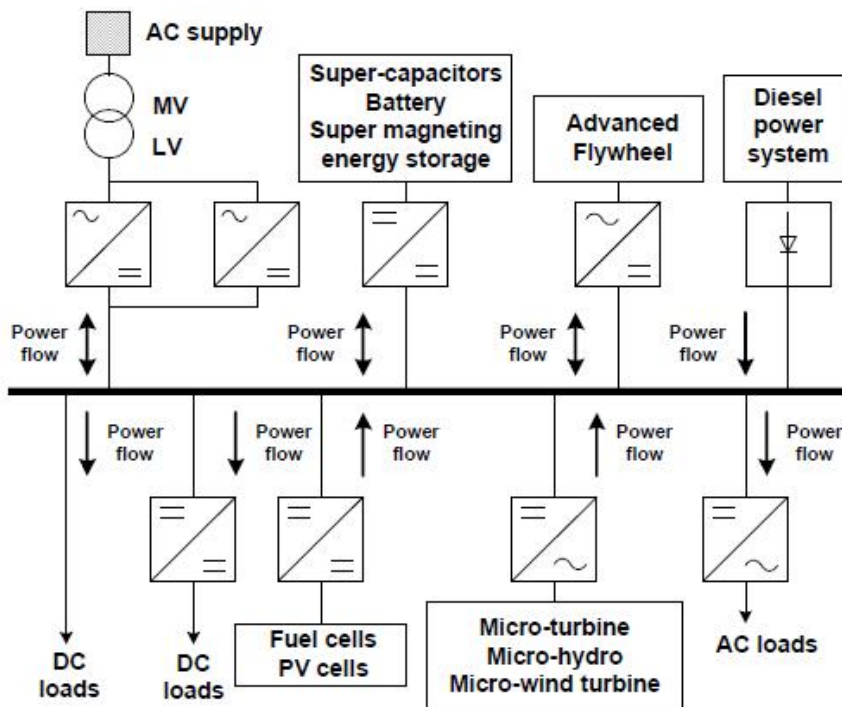 AC supply
MV
LV
Super-capacitors
Battery
Super magneting
energy storage
Advanced
Flywheel
Diesel
power
system
Power
flow
Power
flow
Power
flow
Power
flow
Power
flow
Power
flow
Power
flow
Power
flow
Power
flow
DC
loads
DC
loads
Fuel cells
PV cells
Micro-turbine
Micro-hydro
Micro-wind turbine
AC loads